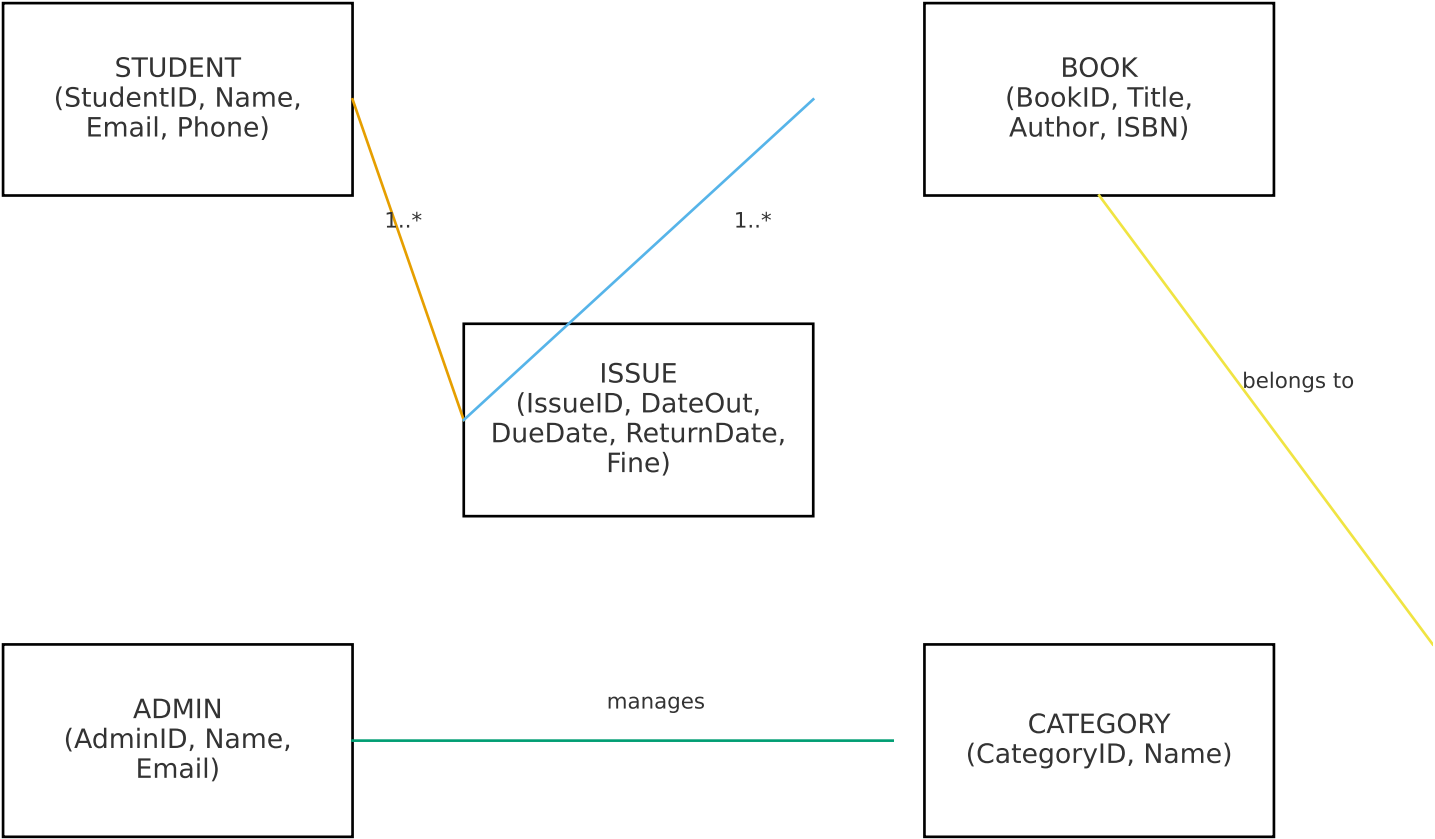 STUDENT
(StudentID, Name,
Email, Phone)
BOOK
(BookID, Title,
Author, ISBN)
1..*
1..*
ISSUE
(IssueID, DateOut,
DueDate, ReturnDate,
Fine)
belongs to
ADMIN
(AdminID, Name,
Email)
manages
CATEGORY
(CategoryID, Name)